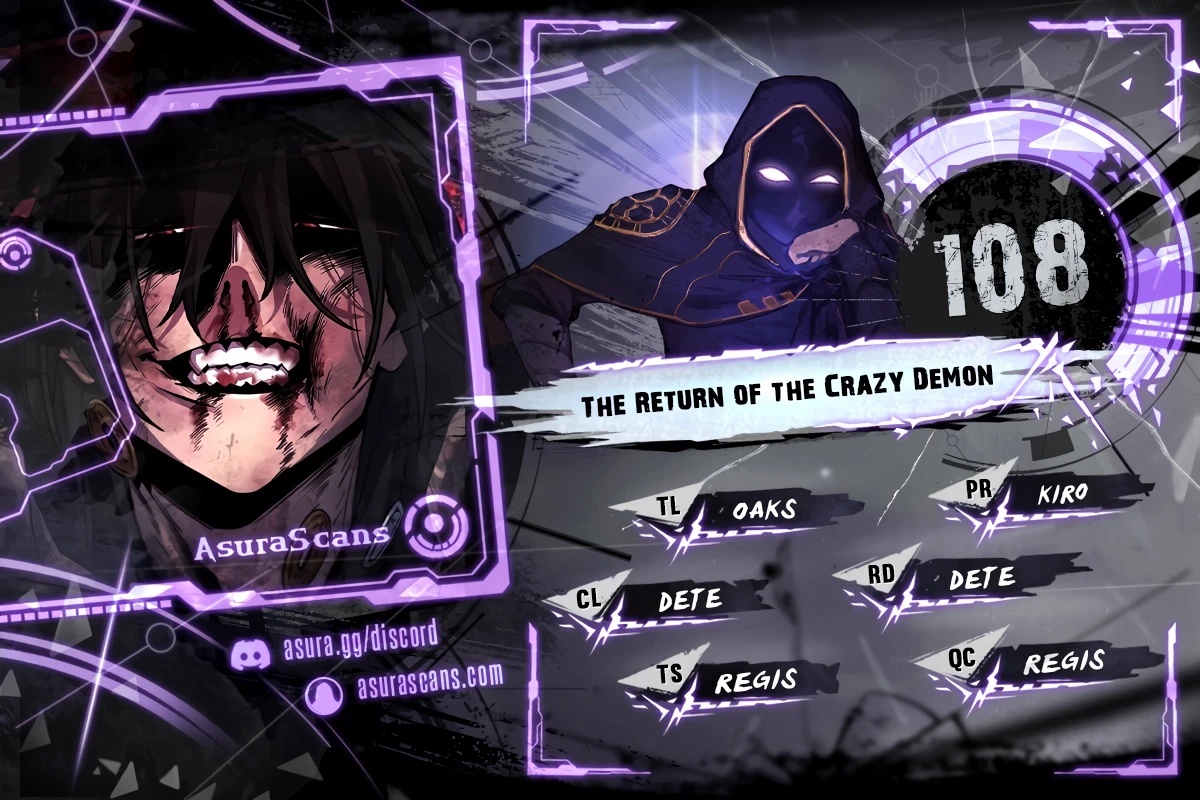 108
THE RETURN OF THE CRAZY DEMON
TL OAKS
PR KIRO
CL DETE
RD DETE
TS REGIS
QC REGIS
AsuraScans
asura.gg/discord
asurascans.com